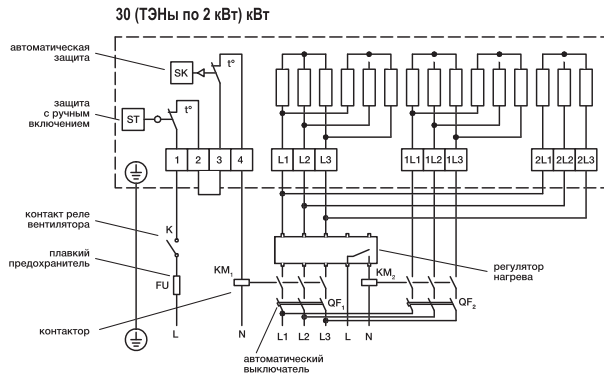 30 (ТЭНы по 2 кВт) кВт
автоматическая
защита
SK
t°
защита
с ручным
включением
ST
t°
1 2 3 4
L1 L2 L3
1L1 1L2 1L3
2L1 2L2 2L3
контакт реле
вентилятора
K
плавкий
предохранитель
FU
KM1
KM2
регулятор
нагрева
QF1
QF2
контактор
L
N
L1 L2 L3 L N
автоматический
выключатель